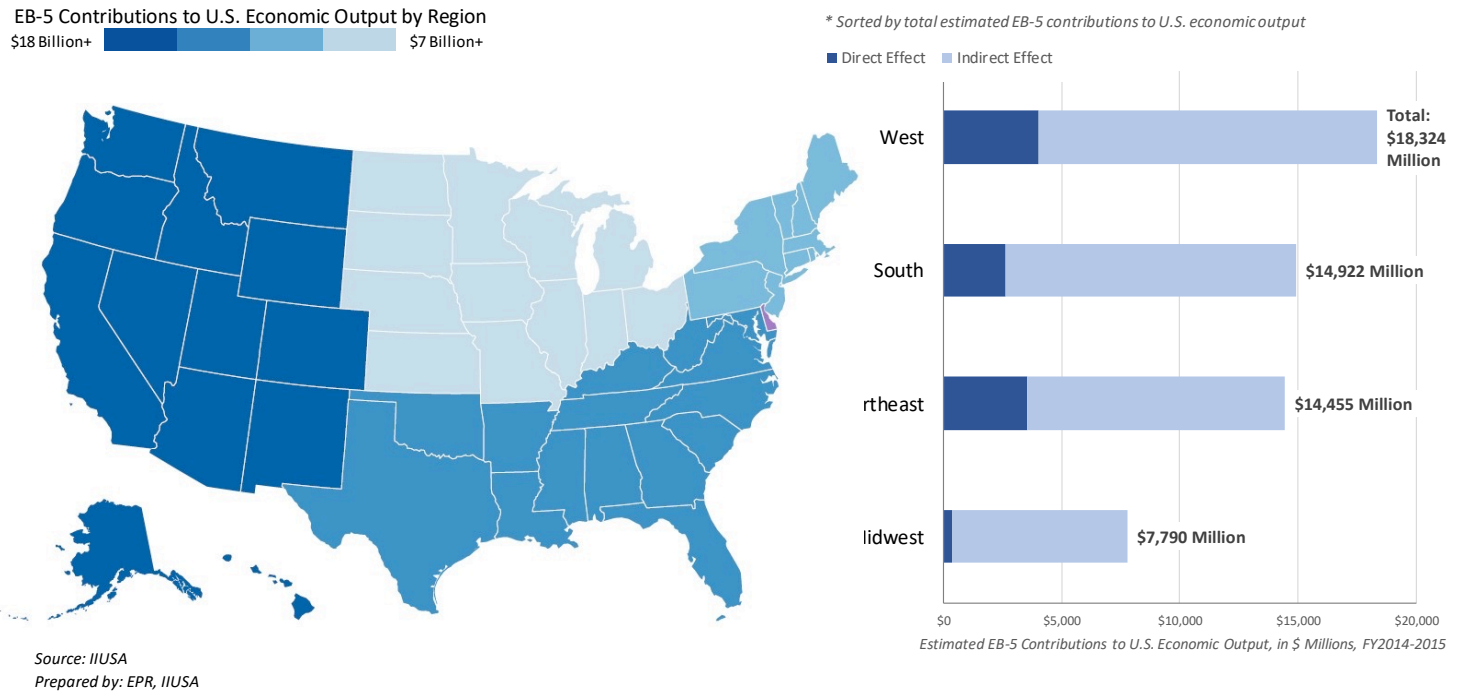 EB-5 Contributions to U.S. Economic Output by Region
$18 Billion+ $7 Billion+
* Sorted by total estimated EB-5 contributions to U.S. economic output
Direct Effect Indirect Effect
West
Total:
$18,324
Million
South
$14,922 Million
rtheast
$14,455 Million
lidwest
$7,790 Million
$0 $5,000 $10,000 $15,000 $20,000
Estimated EB-5 Contributions to U.S. Economic Output, in $ Millions, FY2014-2015
Source: IIUSA
Prepared by: EPR, IIUSA